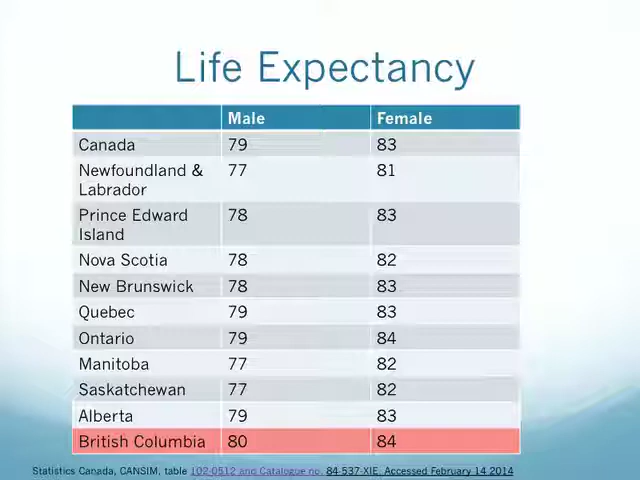 Life Expectancy
Male Female
Canada 79 83
Newfoundland & 77 81
Labrador
Prince Edward 78 83
Island
Nova Scotia 78 82
New Brunswick 78 83
Quebec 79 83
Ontario 79 84
Manitoba 77 82
Saskatchewan 77 82
Alberta 79 83
British Columbia 80 84
Statistics Canada, CANSIM, table 102-0512 and Catalogue no. 84-537-XIE. Accessed February 14 2014